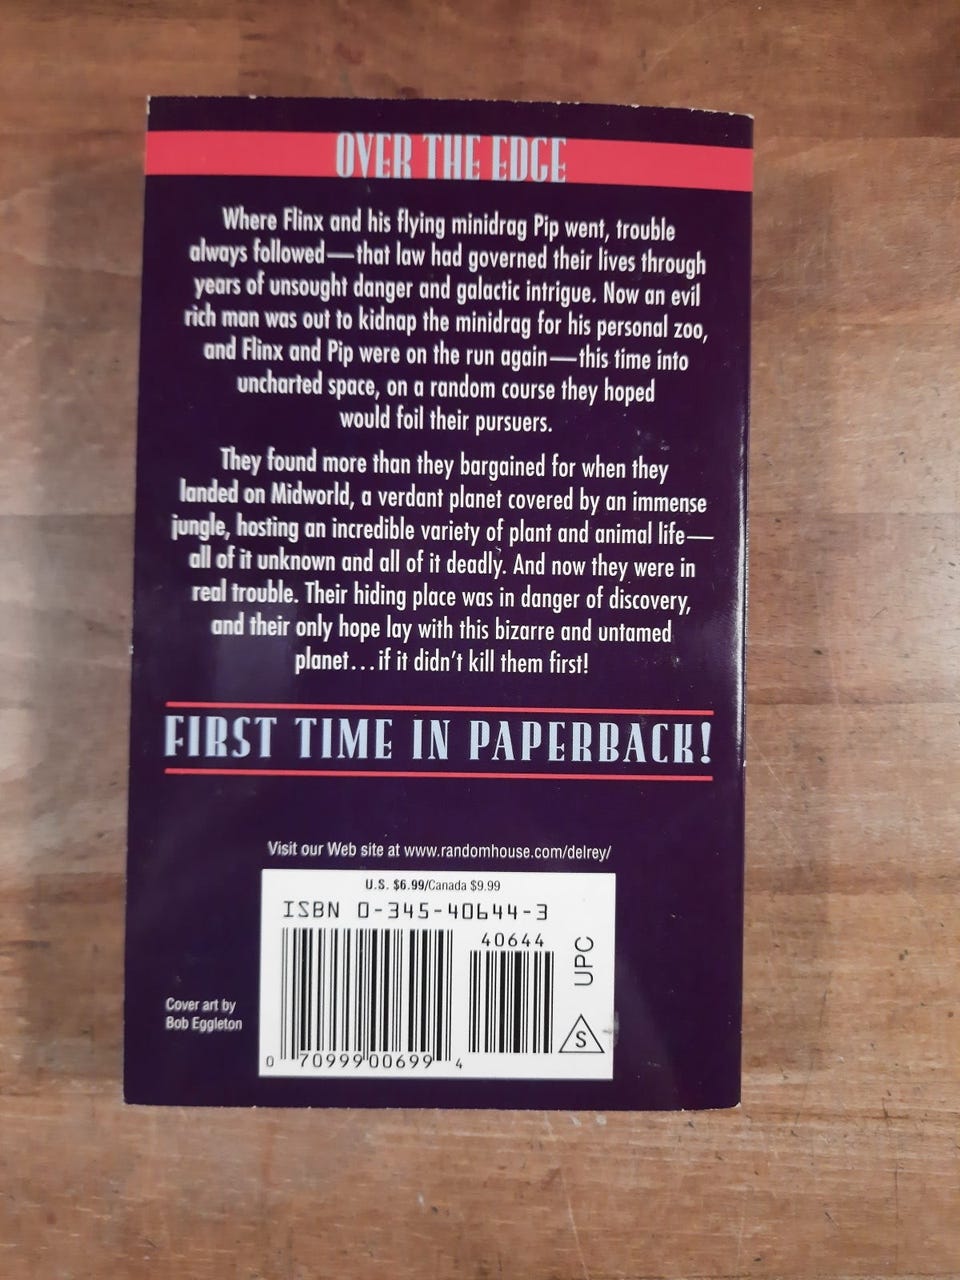 OVER THE EDGE
Where Flinx and his flying minidrag Pip went, trouble
always followed—that law had governed their lives through
years of unsought danger and galactic intrigue. Now an evil
rich man was out to kidnap the minidrag for his personal zoo,
and Flinx and Pip were on the run again—this time into
uncharted space, on a random course they hoped
would foil their pursuers.
They found more than they bargained for when they
landed on Midworld, a verdant planet covered by an immense
jungle, hosting an incredible variety of plant and animal life—
all of it unknown and all of it deadly. And now they were in
real trouble. Their hiding place was in danger of discovery,
and their only hope lay with this bizarre and untamed
planet...if it didn't kill them first!
FIRST TIME IN PAPERBACK!
Visit our Web site at www.randomhouse.com/delrey/
U.S. $6.99/Canada $9.99
ISBN 0-345-40644-3
40644
UPC
S
0 70999 00699 4
Cover art by
Bob Eggleton